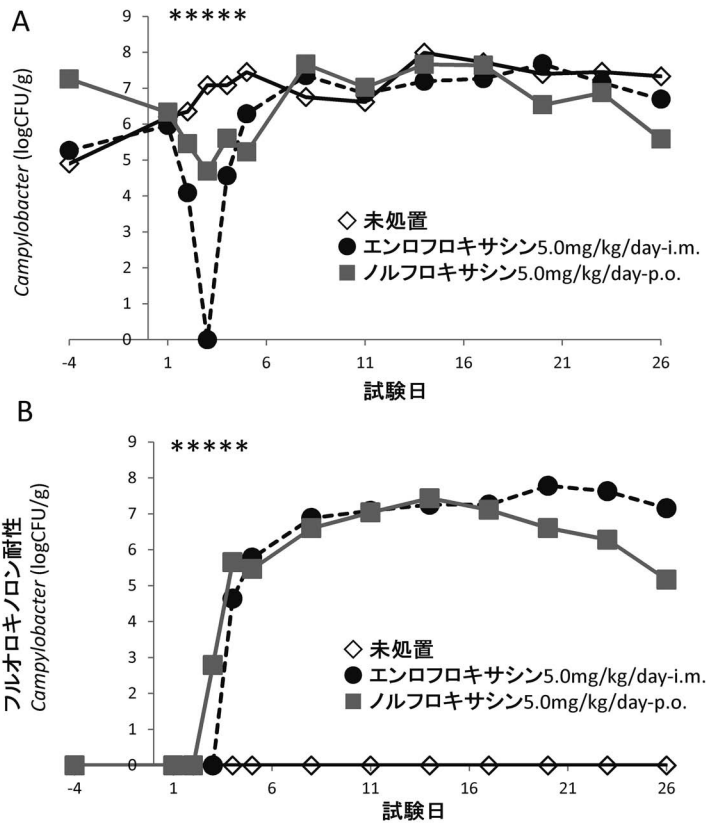 A
*****
9
8
7
6
5
4
3
2
1
0
Campylobacter (logCFU/g)
未処置
エンロフロキサシン5.0mg/kg/day-i.m.
ノルフロキサシン5.0mg/kg/day-p.o.
-4 1 6 11 16 21 26
試験日
B
*****
9
8
7
6
5
4
3
2
1
0
フルオロキノロン耐性
Campylobacter (logCFU/g)
未処置
エンロフロキサシン5.0mg/kg/day-i.m.
ノルフロキサシン5.0mg/kg/day-p.o.
-4 1 6 11 16 21 26
試験日